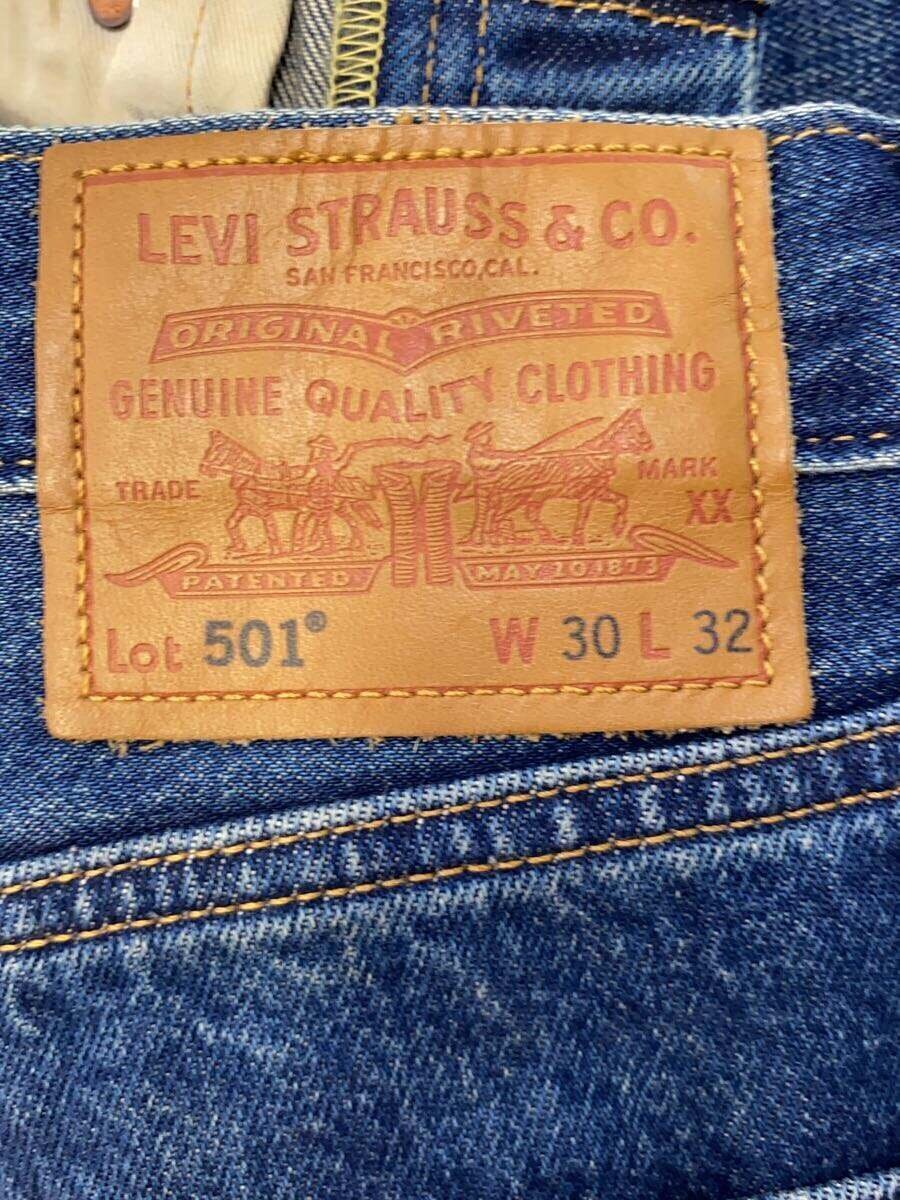 LEVI STRAUSS & CO.
SAN FRANCISCO, CAL.
ORIGINAL RIVETED
GENUINE QUALITY CLOTHING
TRADE MARK
XX
PATENTED MAY 20 1873
Lot 501® W 30 L 32